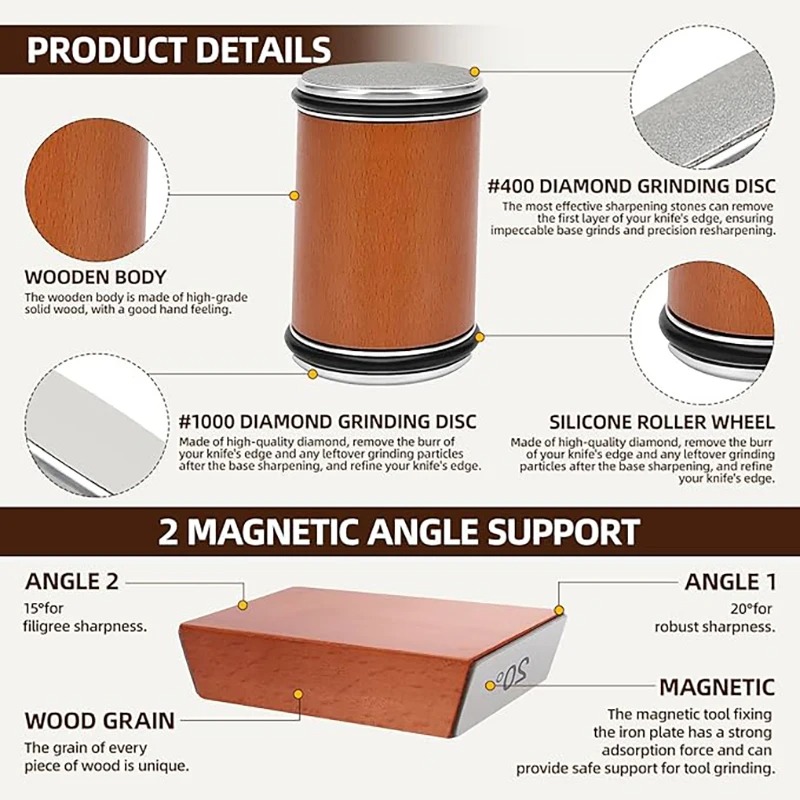 PRODUCT DETAILS
#400 DIAMOND GRINDING DISC
The most effective sharpening stones can remove
the first layer of your knife's edge, ensuring
impeccable base grinds and precision resharpening.
WOODEN BODY
The wooden body is made of high-grade
solid wood, with a good hand feeling.
#1000 DIAMOND GRINDING DISC
Made of high-quality diamond, remove the burr of
your knife's edge and any leftover grinding particles
after the base sharpening, and refine your knife's edge.
SILICONE ROLLER WHEEL
Made of high-quality diamond, remove the burr
of your knife's edge and any leftover grinding
particles after the base sharpening, and refine
your knife's edge.
2 MAGNETIC ANGLE SUPPORT
ANGLE 2
15°for
filigree sharpness.
ANGLE 1
20°for
robust sharpness.
20°
MAGNETIC
The magnetic tool fixing
the iron plate has a strong
adsorption force and can
provide safe support for tool grinding.
WOOD GRAIN
The grain of every
piece of wood is unique.